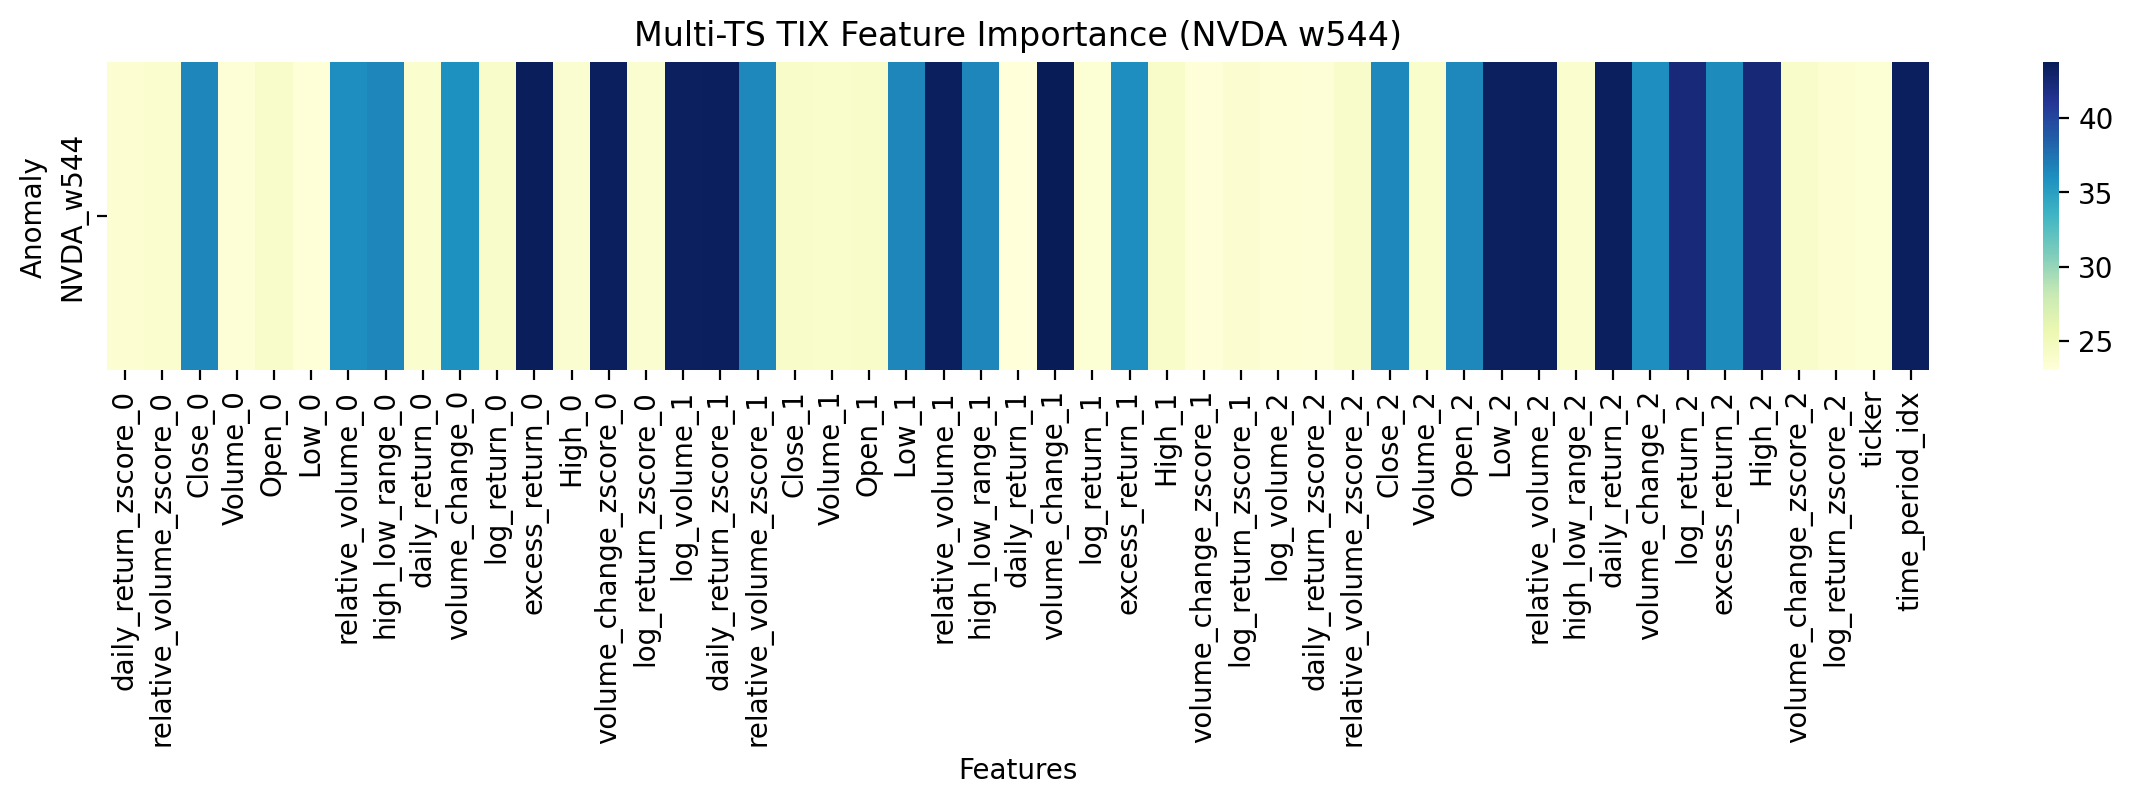 Multi-TS TIX Feature Importance (NVDA w544)
Anomaly
NVDA_w544
40
35
30
25
daily_return_zscore_0
relative_volume_zscore_0
Close_0
Volume_0
Open_0
Low_0
relative_volume_0
high_low_range_0
daily_return_0
volume_change_0
log_return_0
excess_return_0
High_0
volume_change_zscore_0
log_return_zscore_0
log_volume_1
daily_return_zscore_1
relative_volume_zscore_1
Close_1
Volume_1
Open_1
Low_1
relative_volume_1
high_low_range_1
daily_return_1
volume_change_1
log_return_1
excess_return_1
High_1
volume_change_zscore_1
log_return_zscore_1
log_volume_2
daily_return_zscore_2
relative_volume_zscore_2
Close_2
Volume_2
Open_2
Low_2
relative_volume_2
high_low_range_2
daily_return_2
volume_change_2
log_return_2
excess_return_2
High_2
volume_change_zscore_2
log_return_zscore_2
ticker
time_period_idx
Features